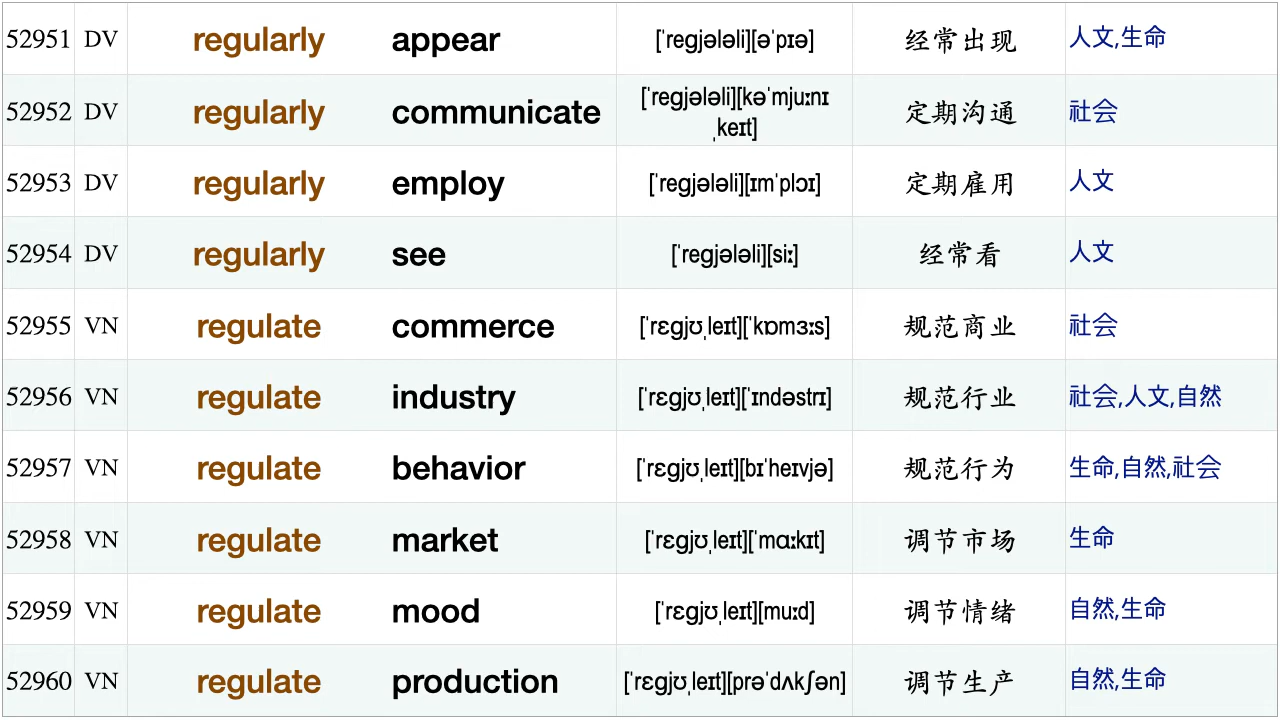 52951 DV regularly appear [ˈregjələli][əˈpɪə] 经常出现 人文,生命
52952 DV regularly communicate [ˈregjələli][kəˈmjuːnɪˌkeɪt] 定期沟通 社会
52953 DV regularly employ [ˈregjələli][ɪmˈplɔɪ] 定期雇用 人文
52954 DV regularly see [ˈregjələli][siː] 经常看 人文
52955 VN regulate commerce [ˈrɛgjʊˌleɪt][ˈkɒmɜːs] 规范商业 社会
52956 VN regulate industry [ˈrɛgjʊˌleɪt][ˈɪndəstrɪ] 规范行业 社会,人文,自然
52957 VN regulate behavior [ˈrɛgjʊˌleɪt][bɪˈheɪvjə] 规范行为 生命,自然,社会
52958 VN regulate market [ˈrɛgjʊˌleɪt][ˈmɑːkɪt] 调节市场 生命
52959 VN regulate mood [ˈrɛgjʊˌleɪt][muːd] 调节情绪 自然,生命
52960 VN regulate production [ˈrɛgjʊˌleɪt][prəˈdʌkʃən] 调节生产 自然,生命